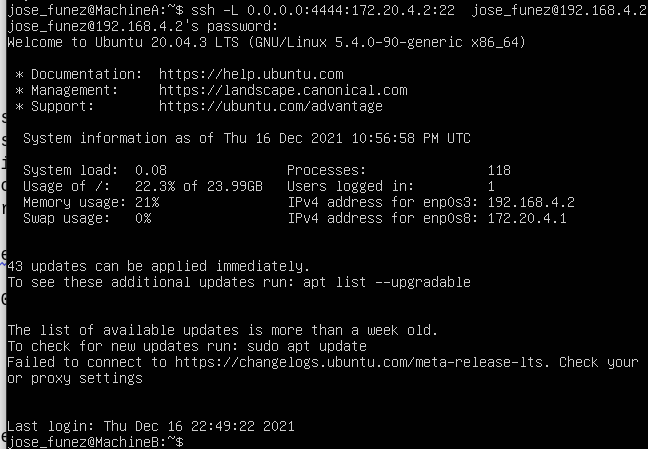 jose_funez@MachineA:~$ ssh -L 0.0.0.0:4444:172.20.4.2:22  jose_funez@192.168.4.2
jose_funez@192.168.4.2's password:
Welcome to Ubuntu 20.04.3 LTS (GNU/Linux 5.4.0-90-generic x86_64)

 * Documentation:  https://help.ubuntu.com
 * Management:     https://landscape.canonical.com
 * Support:        https://ubuntu.com/advantage

  System information as of Thu 16 Dec 2021 10:56:58 PM UTC

  System load:  0.08               Processes:               118
  Usage of /:   22.3% of 23.99GB   Users logged in:         1
  Memory usage: 21%                IPv4 address for enp0s3: 192.168.4.2
  Swap usage:   0%                 IPv4 address for enp0s8: 172.20.4.1

43 updates can be applied immediately.
To see these additional updates run: apt list --upgradable

The list of available updates is more than a week old.
To check for new updates run: sudo apt update
Failed to connect to https://changelogs.ubuntu.com/meta-release-lts. Check your
or proxy settings

Last login: Thu Dec 16 22:49:22 2021
jose_funez@MachineB:~$